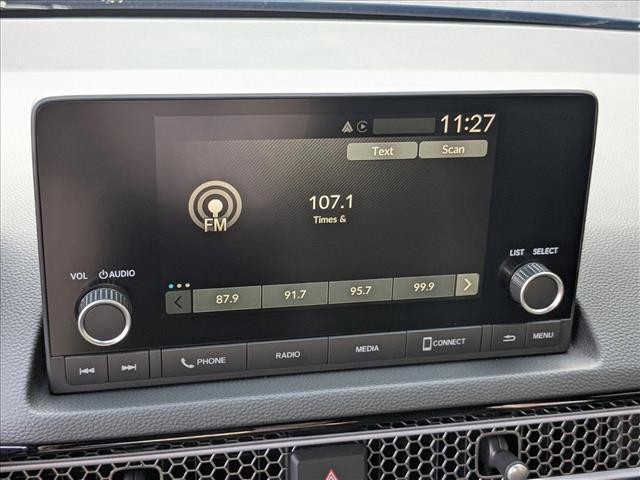 11:27
Text Scan
107.1
Times &
FM
87.9 91.7 95.7 99.9
VOL AUDIO
LIST SELECT
PHONE RADIO MEDIA CONNECT MENU